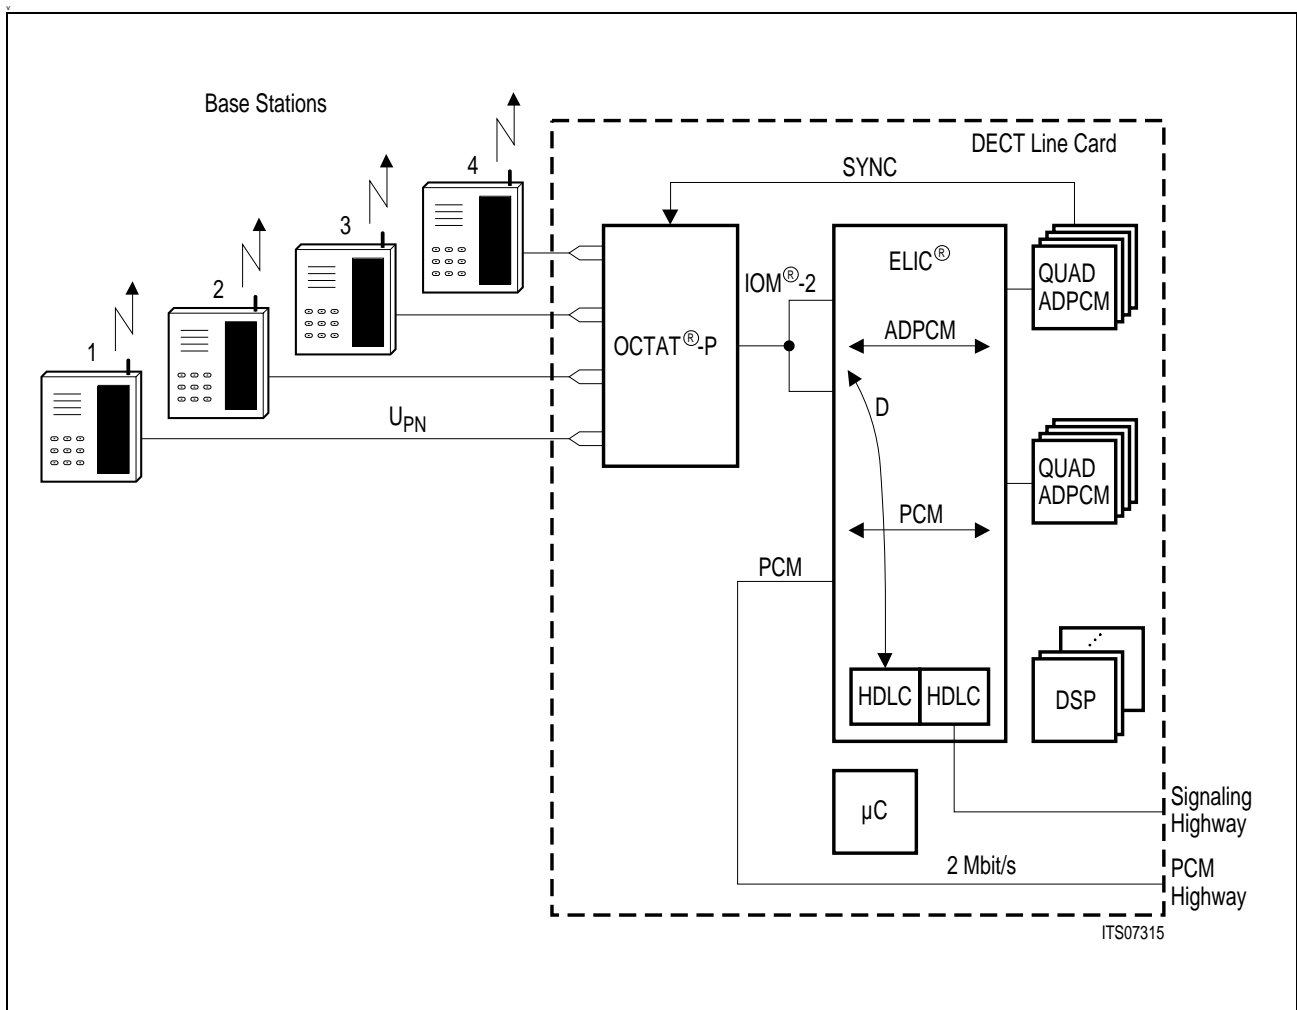 v
Base Stations
DECT Line Card
4
SYNC
3
ELIC®
IOM®-2
QUAD
ADPCM
2
ADPCM
OCTAT®-P
1
D
UPN
QUAD
ADPCM
PCM
PCM
HDLC HDLC
DSP
µC
Signaling
Highway
2 Mbit/s
PCM
Highway
ITS07315